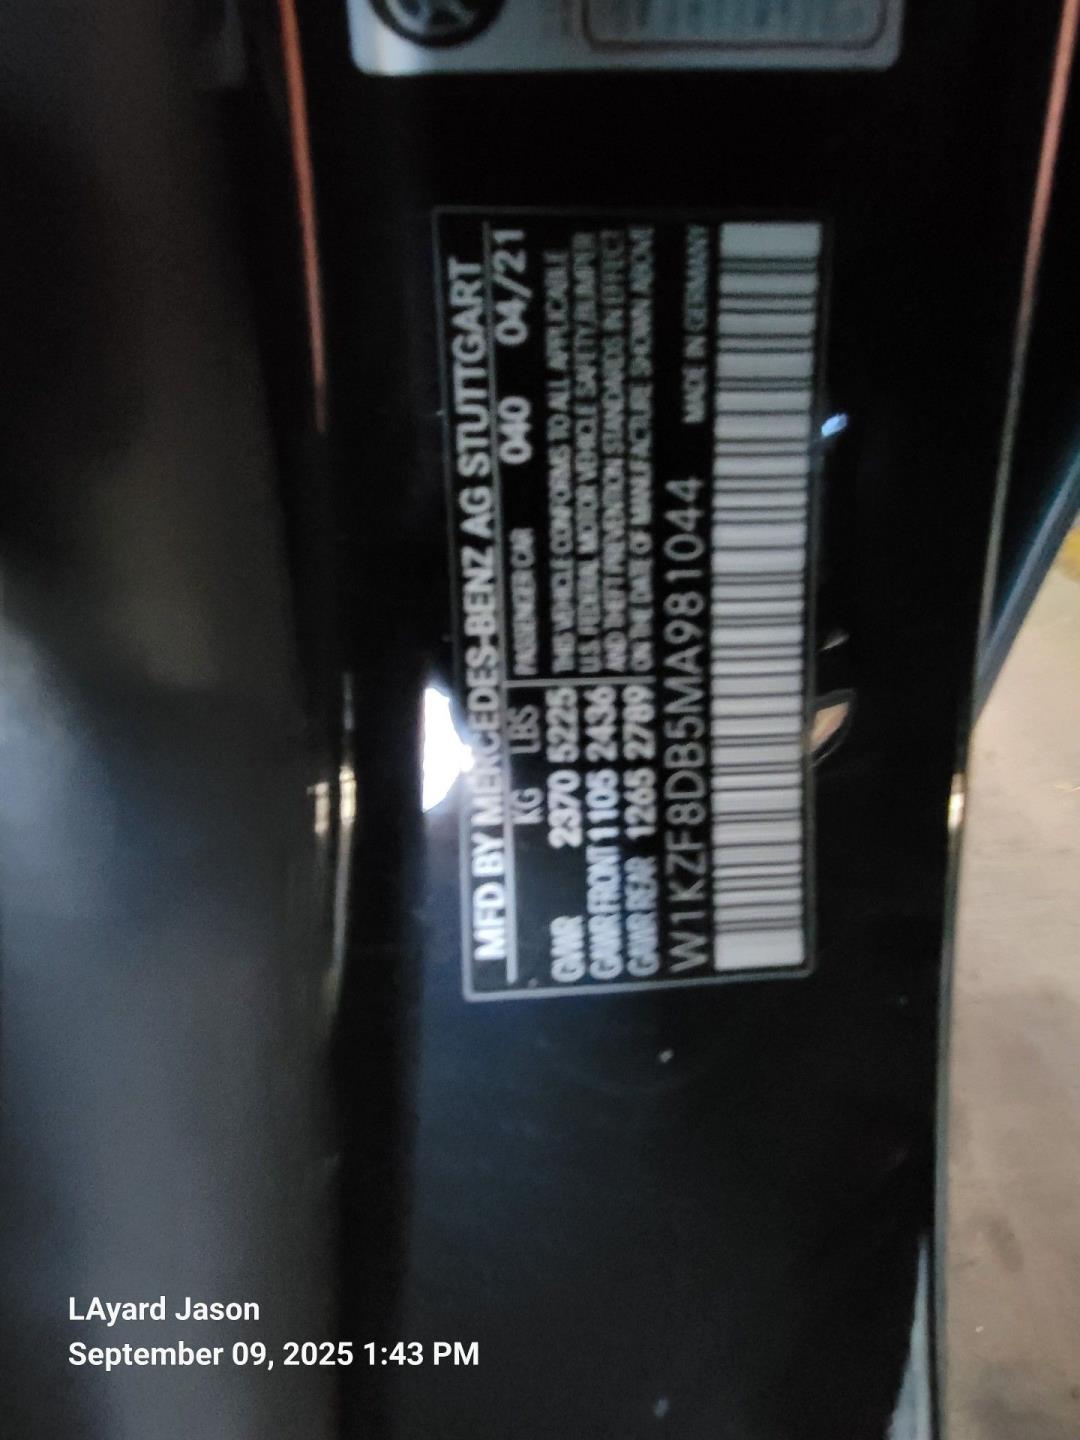 MFD BY MERCEDES-BENZ AG STUTTGART
KG LBS PASSENGER CAR 040 04/21
GVWR 2370 5225 THIS VEHICLE CONFORMS TO ALL APPLICABLE
GAWR FRONT 1105 2436 U.S. FEDERAL MOTOR VEHICLE SAFETY, BUMPER
GAWR REAR 1265 2789 AND THEFT PREVENTION STANDARDS IN EFFECT
ON THE DATE OF MANUFACTURE SHOWN ABOVE
W1KZF8DB5MA981044 MADE IN GERMANY
LAyard Jason
September 09, 2025 1:43 PM